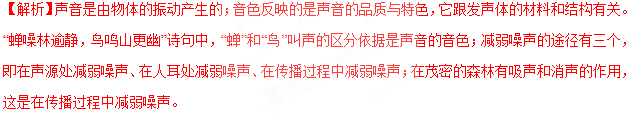 【解析】声音是由物体的振动产生的；音色反映的是声音的品质与特色，它跟发声体的材料和结构有关。
“蝉噪林逾静，鸟鸣山更幽”诗句中，“蝉”和“鸟”叫声的区分依据是声音的音色；减弱噪声的途径有三个，
即在声源处减弱噪声、在人耳处减弱噪声、在传播过程中减弱噪声；在茂密的森林有吸声和消声的作用，
这是在传播过程中减弱噪声。